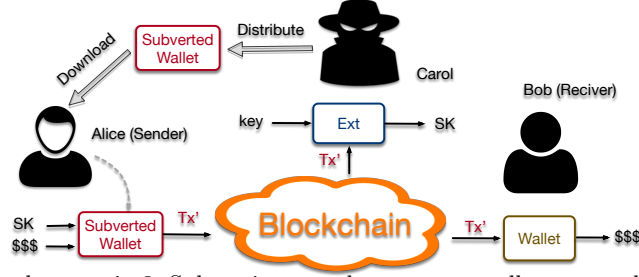 Distribute
Subverted
Wallet
Download
Carol
Bob (Reciver)
key
Ext
SK
Alice (Sender)
Tx'
SK
$$$
Subverted
Wallet
Tx'
Blockchain
Tx'
Wallet
$$$